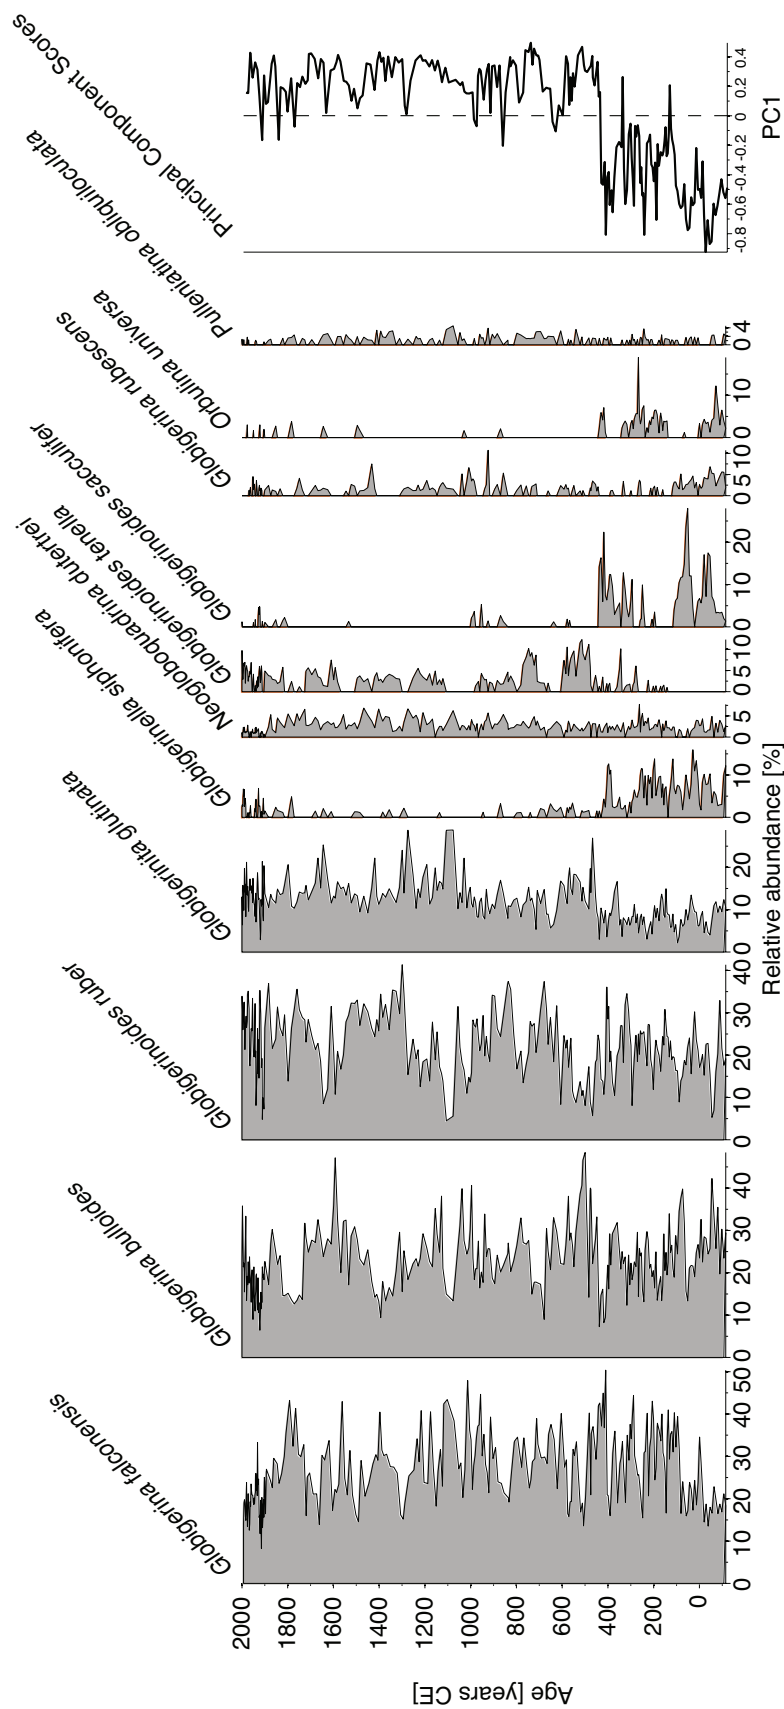 Globigerina falconensis
Globigerina bulloides
Globigerinoides ruber
Globigerinita glutinata
Globigerinella siphonifera
Neogloboquadrina dutertrei
Globigerinoides tenella
Globigerinoides sacculifer
Globigerina rubescens
Orbulina universa
Pulleniatina obliquiloculata
Principal Component Scores
Age [years CE]
2000
1800
1600
1400
1200
1000
800
600
400
200
0
0 10 20 30 40 50
0 10 20 30 40
0 10 20 30 40
0 10 20
0 10
0 5
0 5 10
0 10 20
0 5 10
0 10
0 4
-0.8 -0.6 -0.4 -0.2 0 0.2 0.4
Relative abundance [%]
PC1